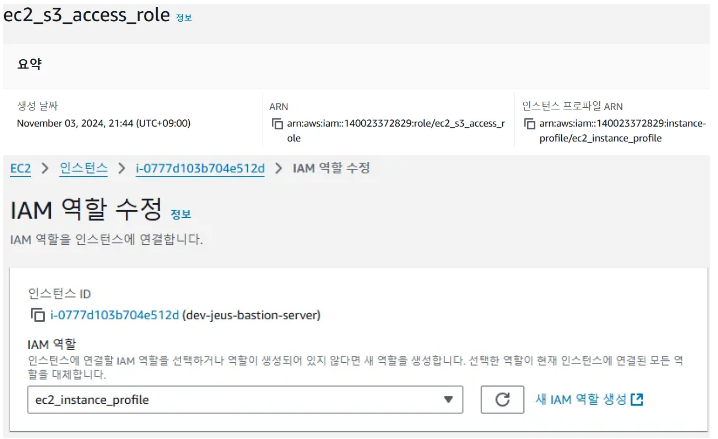 ec2_s3_access_role 정보
요약
생성 날짜
November 03, 2024, 21:44 (UTC+09:00)
ARN
arn:aws:iam::140023372829:role/ec2_s3_access_r
ole
인스턴스 프로파일 ARN
arn:aws:iam::140023372829:instance-
profile/ec2_instance_profile
EC2 > 인스턴스 > i-0777d103b704e512d > IAM 역할 수정
IAM 역할 수정 정보
IAM 역할을 인스턴스에 연결합니다.
인스턴스 ID
i-0777d103b704e512d (dev-jeus-bastion-server)
IAM 역할
인스턴스에 연결할 IAM 역할을 선택하거나 역할이 생성되어 있지 않다면 새 역할을 생성합니다. 선택한 역할이 현재 인스턴스에 연결된 모든 역
할을 대체합니다.
ec2_instance_profile
새 IAM 역할 생성